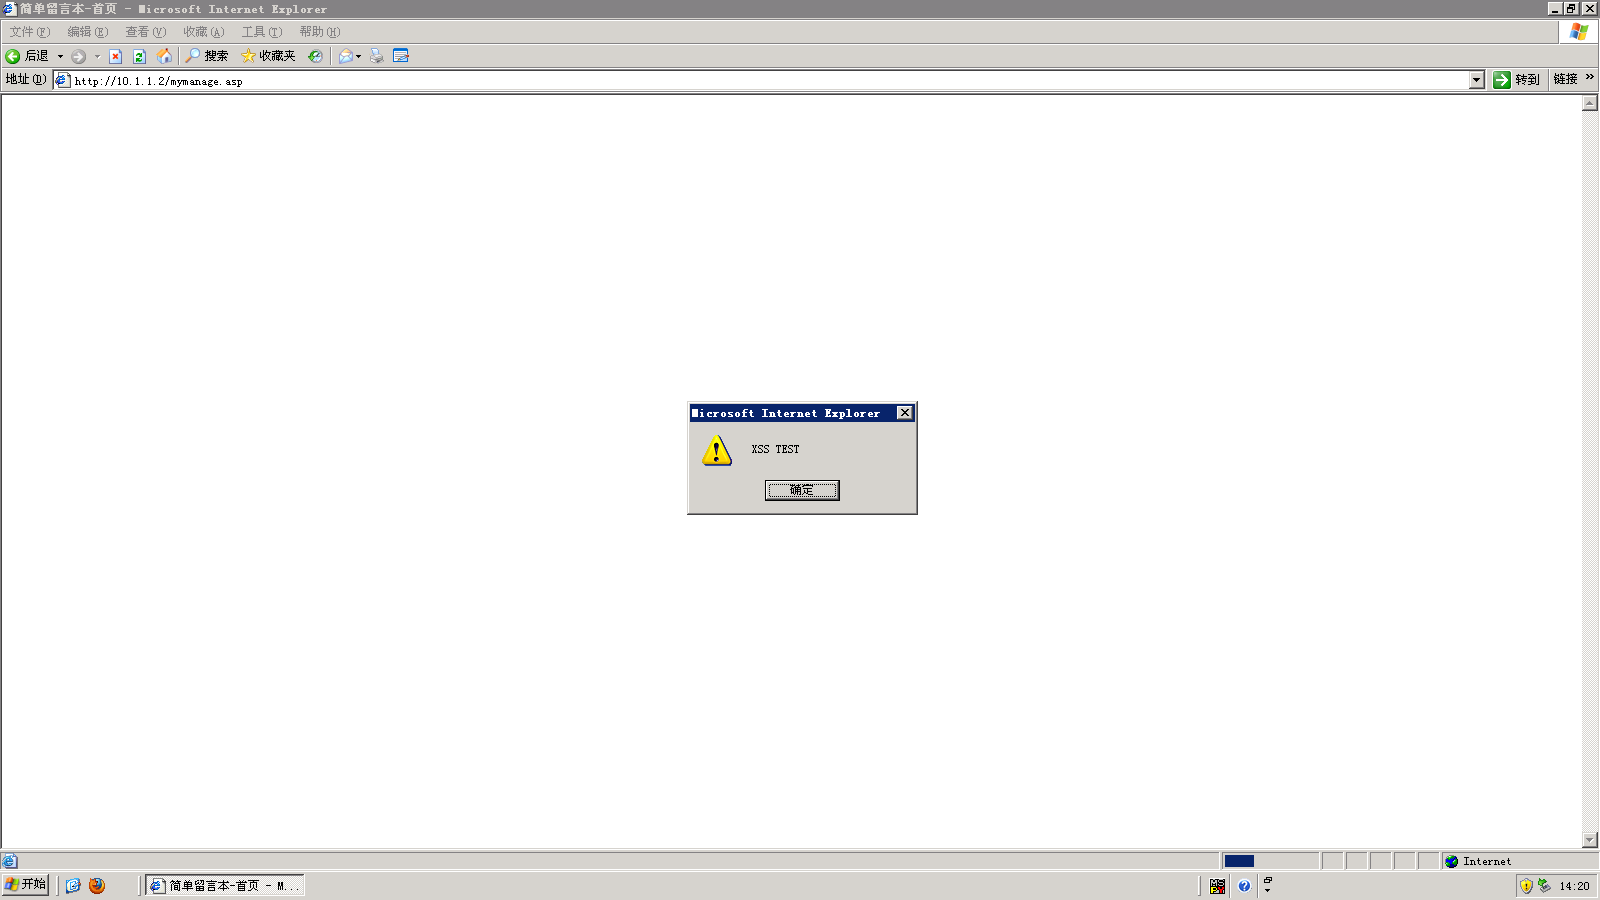 简单留言本-首页 - Microsoft Internet Explorer
文件(F) 编辑(E) 查看(V) 收藏(A) 工具(T) 帮助(H)
后退 搜索 收藏夹
地址(D) http://10.1.1.2/mymanage.asp 转到 链接 »
Microsoft Internet Explorer
XSS TEST
确定
Internet
开始 简单留言本-首页 - M... 14:20